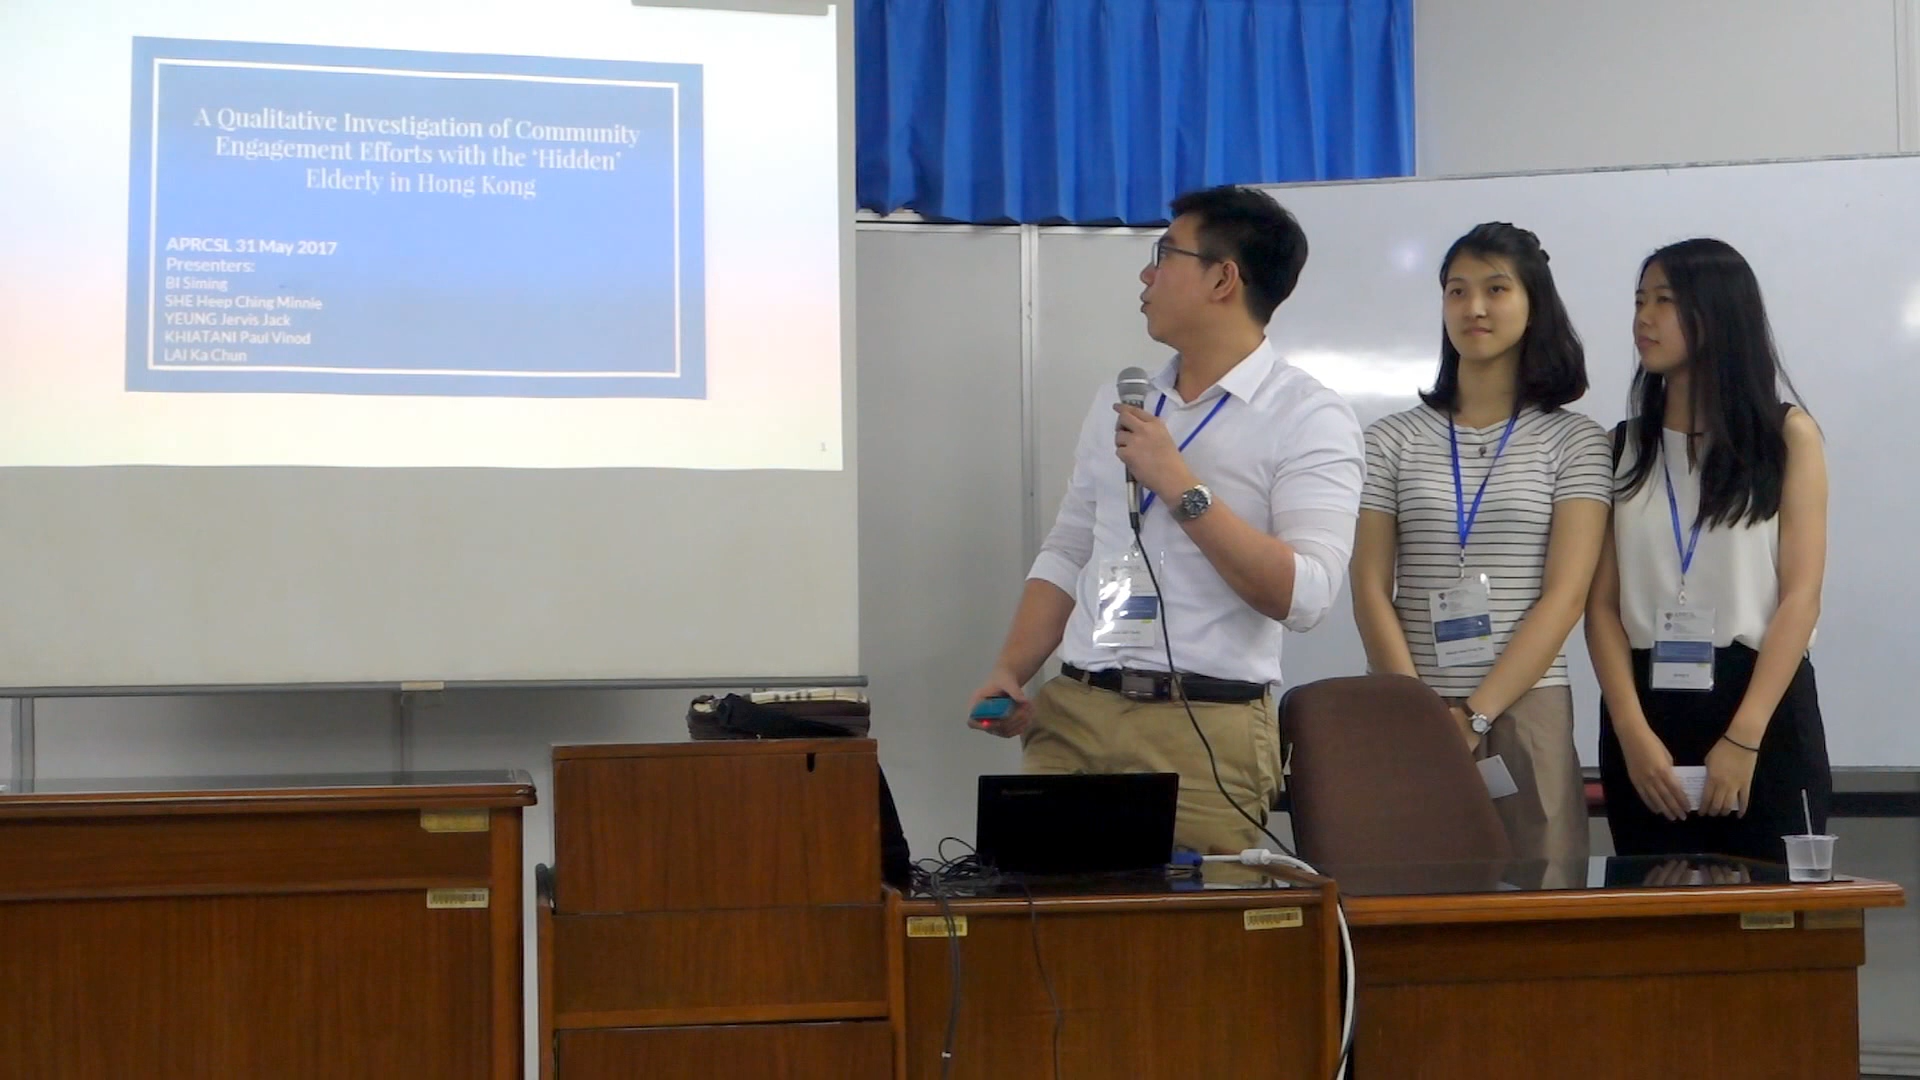 A Qualitative Investigation of Community
Engagement Efforts with the ‘Hidden’
Elderly in Hong Kong
APRCSL 31 May 2017
Presenters:
BI Siming
SHE Heep Ching Minnie
YEUNG Jervis Jack
KHIATANI Paul Vinod
LAI Ka Chun
1